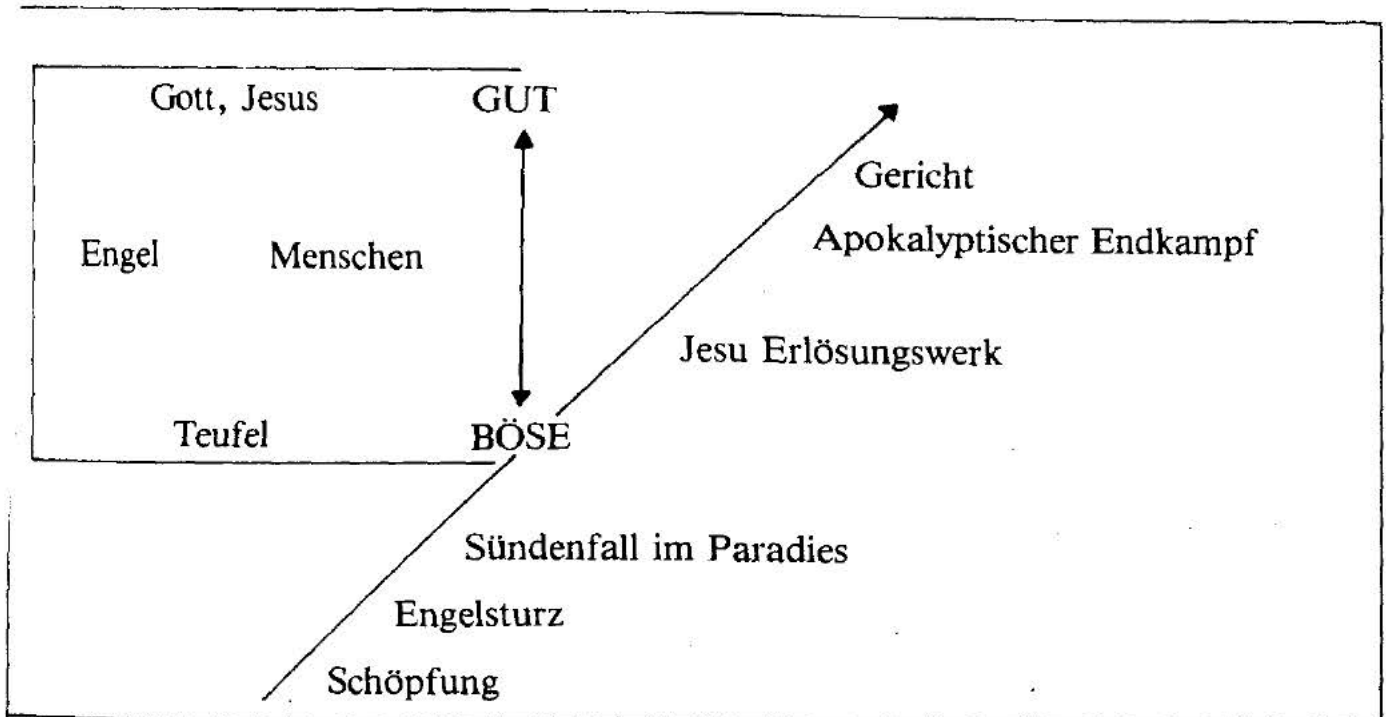 Gott, Jesus GUT
Gericht
Engel Menschen Apokalyptischer Endkampf
Jesu Erlösungswerk
Teufel BÖSE
Sündenfall im Paradies
Engelsturz
Schöpfung